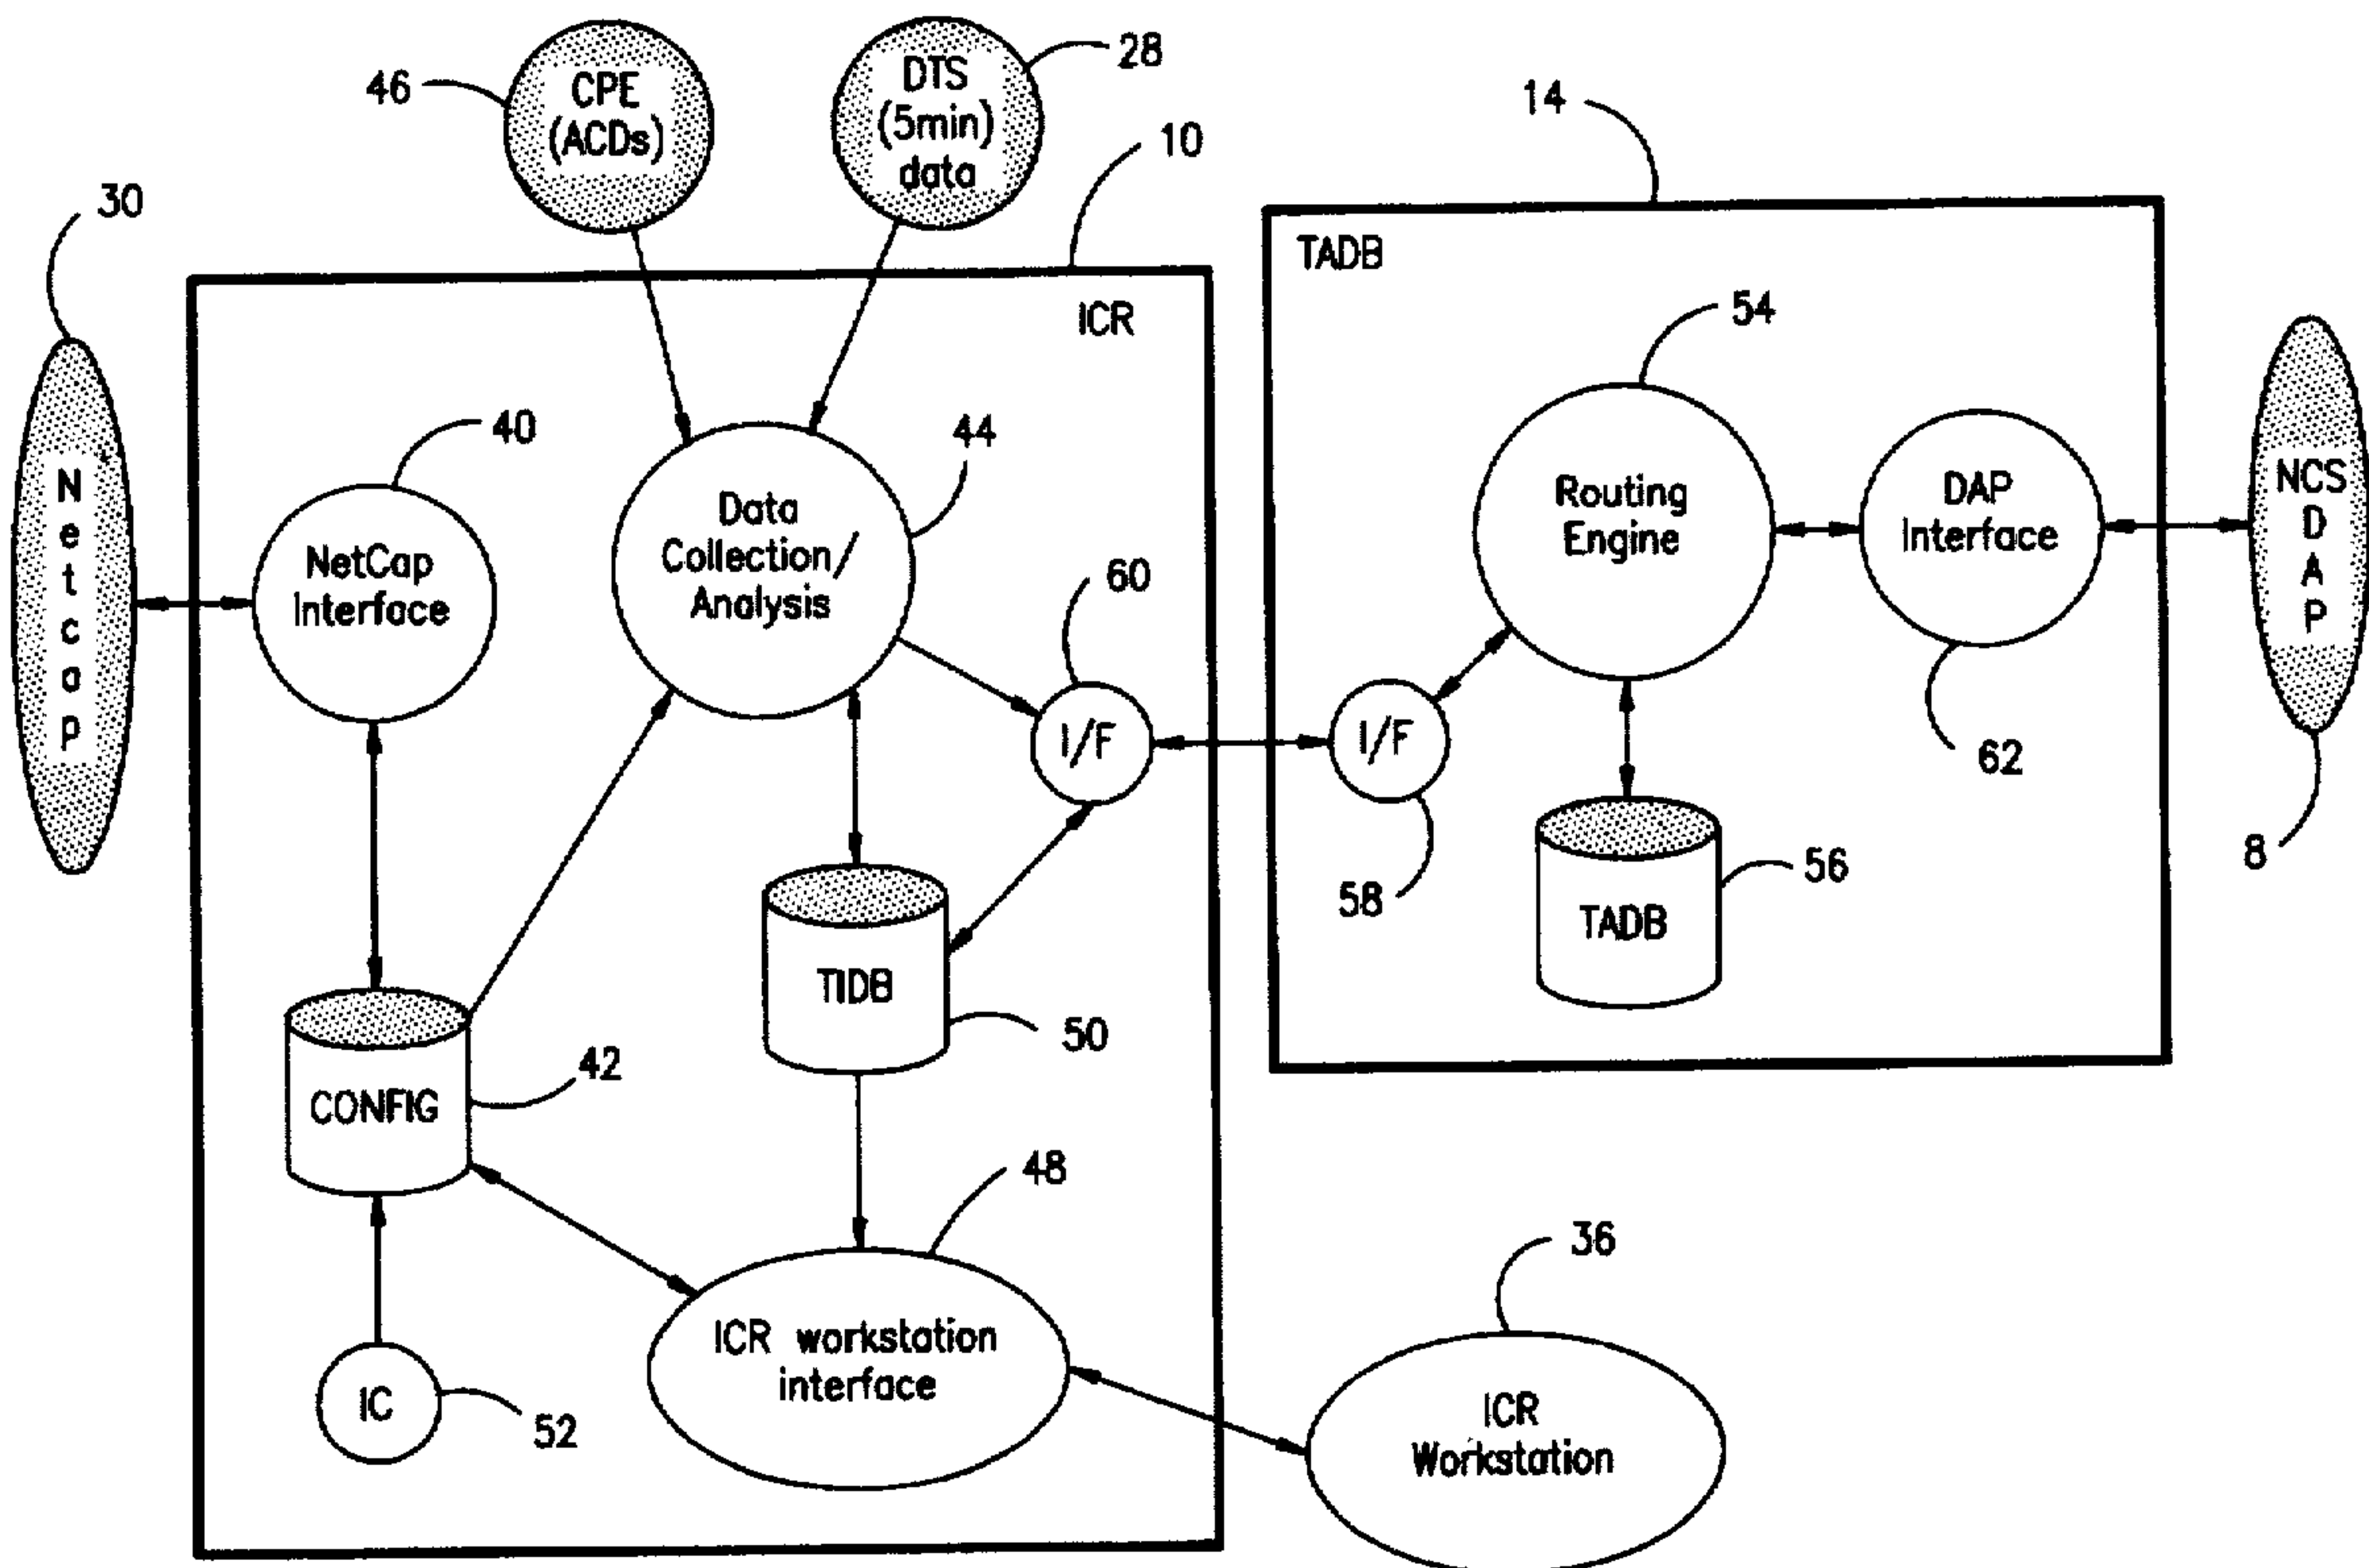 46
CPE
(ACDs)
DTS
(5min)
data
28
10
14
30
ICR
TADB
54
Netcap
40
NetCap
Interface
44
Data
Collection/
Analysis
60
I/F
Routing
Engine
DAP
Interface
NCS
DAP
I/F
62
58
TADB
56
8
TIDB
50
CONFIG
42
48
36
ICR workstation
interface
IC
52
ICR
Workstation